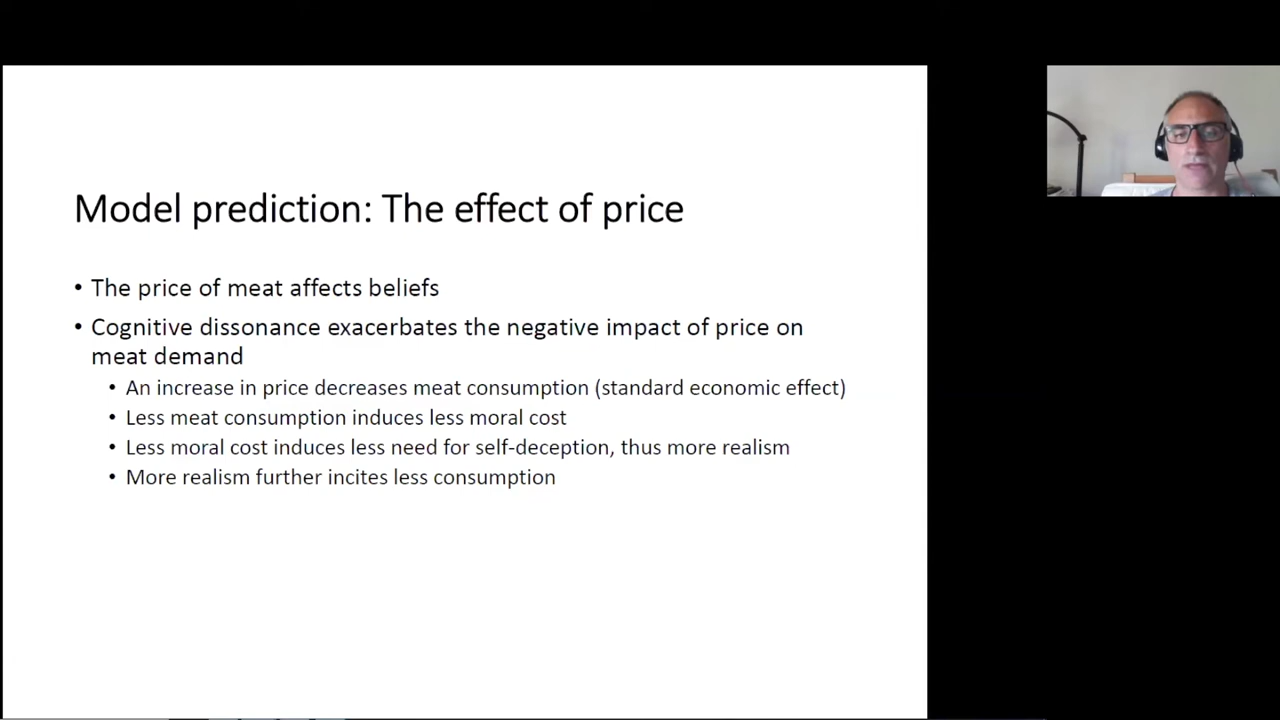 Model prediction: The effect of price
• The price of meat affects beliefs
• Cognitive dissonance exacerbates the negative impact of price on
meat demand
• An increase in price decreases meat consumption (standard economic effect)
• Less meat consumption induces less moral cost
• Less moral cost induces less need for self-deception, thus more realism
• More realism further incites less consumption